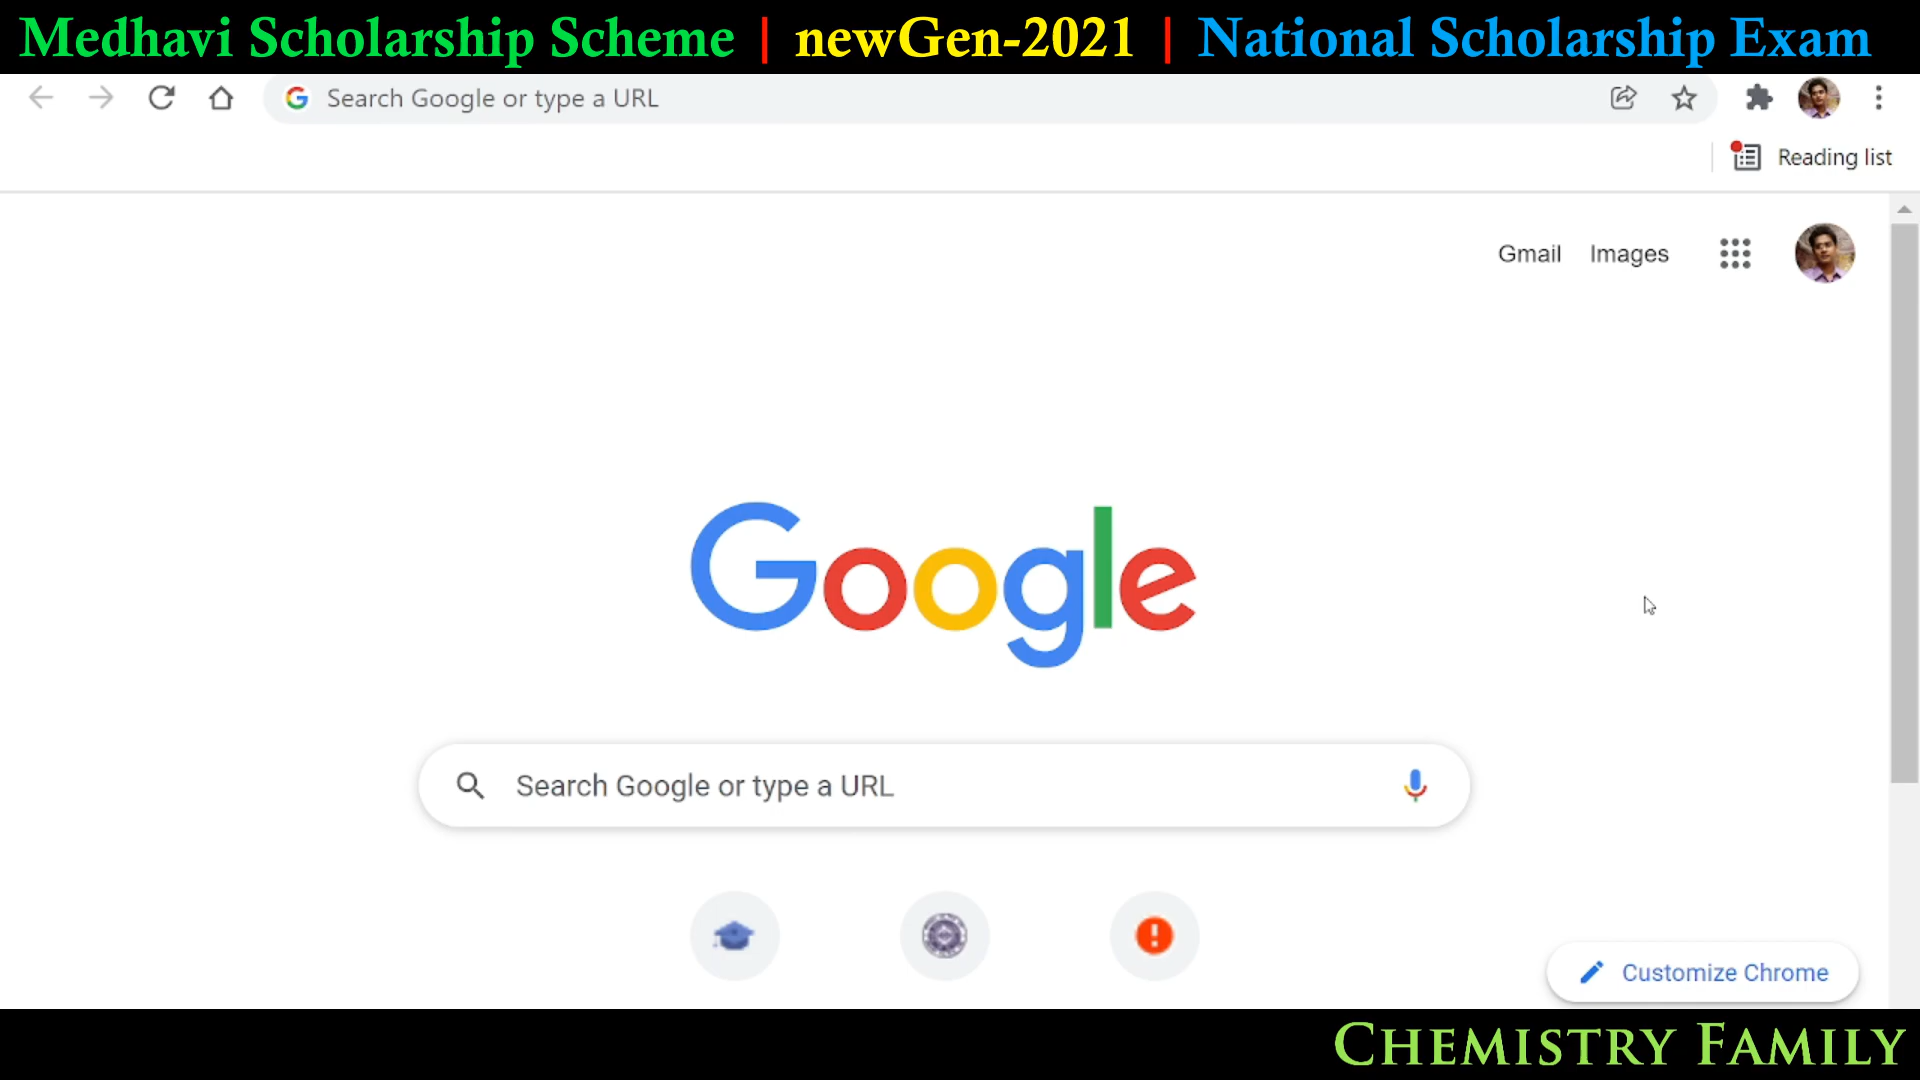 Medhavi Scholarship Scheme | newGen-2021 | National Scholarship Exam
Search Google or type a URL
Reading list
Gmail Images
Google
Search Google or type a URL
Customize Chrome
CHEMISTRY FAMILY